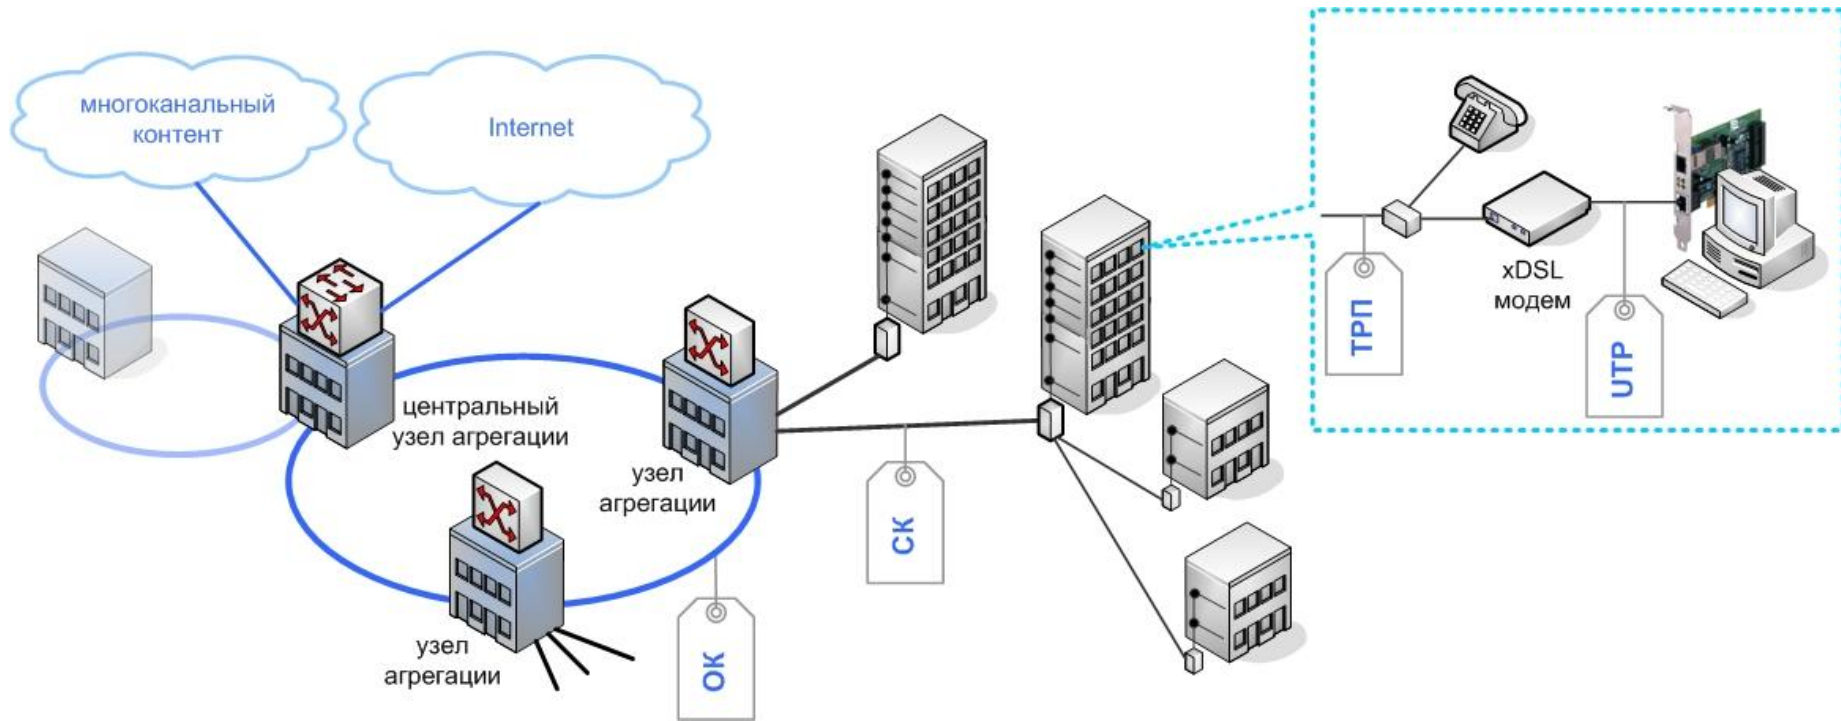 многоканальный
контент
Internet
центральный
узел агрегации
узел
агрегации
узел
агрегации
ОК
СК
ТРП
xDSL
модем
UTP